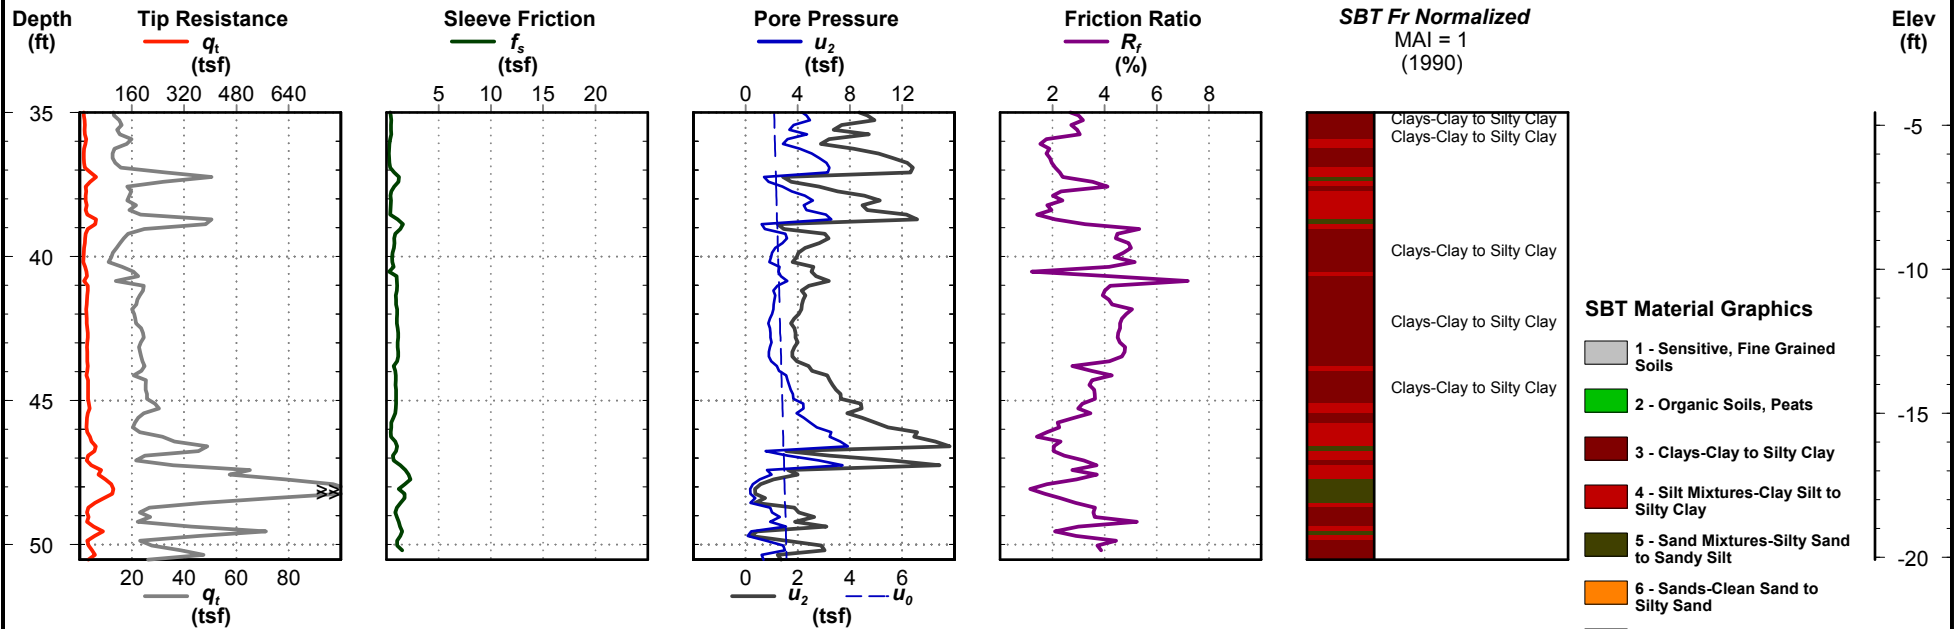 Depth
(ft)
Tip Resistance
qt
(tsf)
160 320 480 640
Sleeve Friction
fs
(tsf)
5 10 15 20
Pore Pressure
u2
(tsf)
0 4 8 12
Friction Ratio
Rf
(%)
2 4 6 8
SBT Fr Normalized
MAI = 1
(1990)
Elev
(ft)
35
40
45
50
>>
Clays-Clay to Silty Clay
Clays-Clay to Silty Clay
Clays-Clay to Silty Clay
Clays-Clay to Silty Clay
Clays-Clay to Silty Clay
-5
-10
-15
-20
SBT Material Graphics
1 - Sensitive, Fine Grained
Soils
2 - Organic Soils, Peats
3 - Clays-Clay to Silty Clay
4 - Silt Mixtures-Clay Silt to
Silty Clay
5 - Sand Mixtures-Silty Sand
to Sandy Silt
6 - Sands-Clean Sand to
Silty Sand
20 40 60 80
qt
(tsf)
0 2 4 6
u2 u0
(tsf)